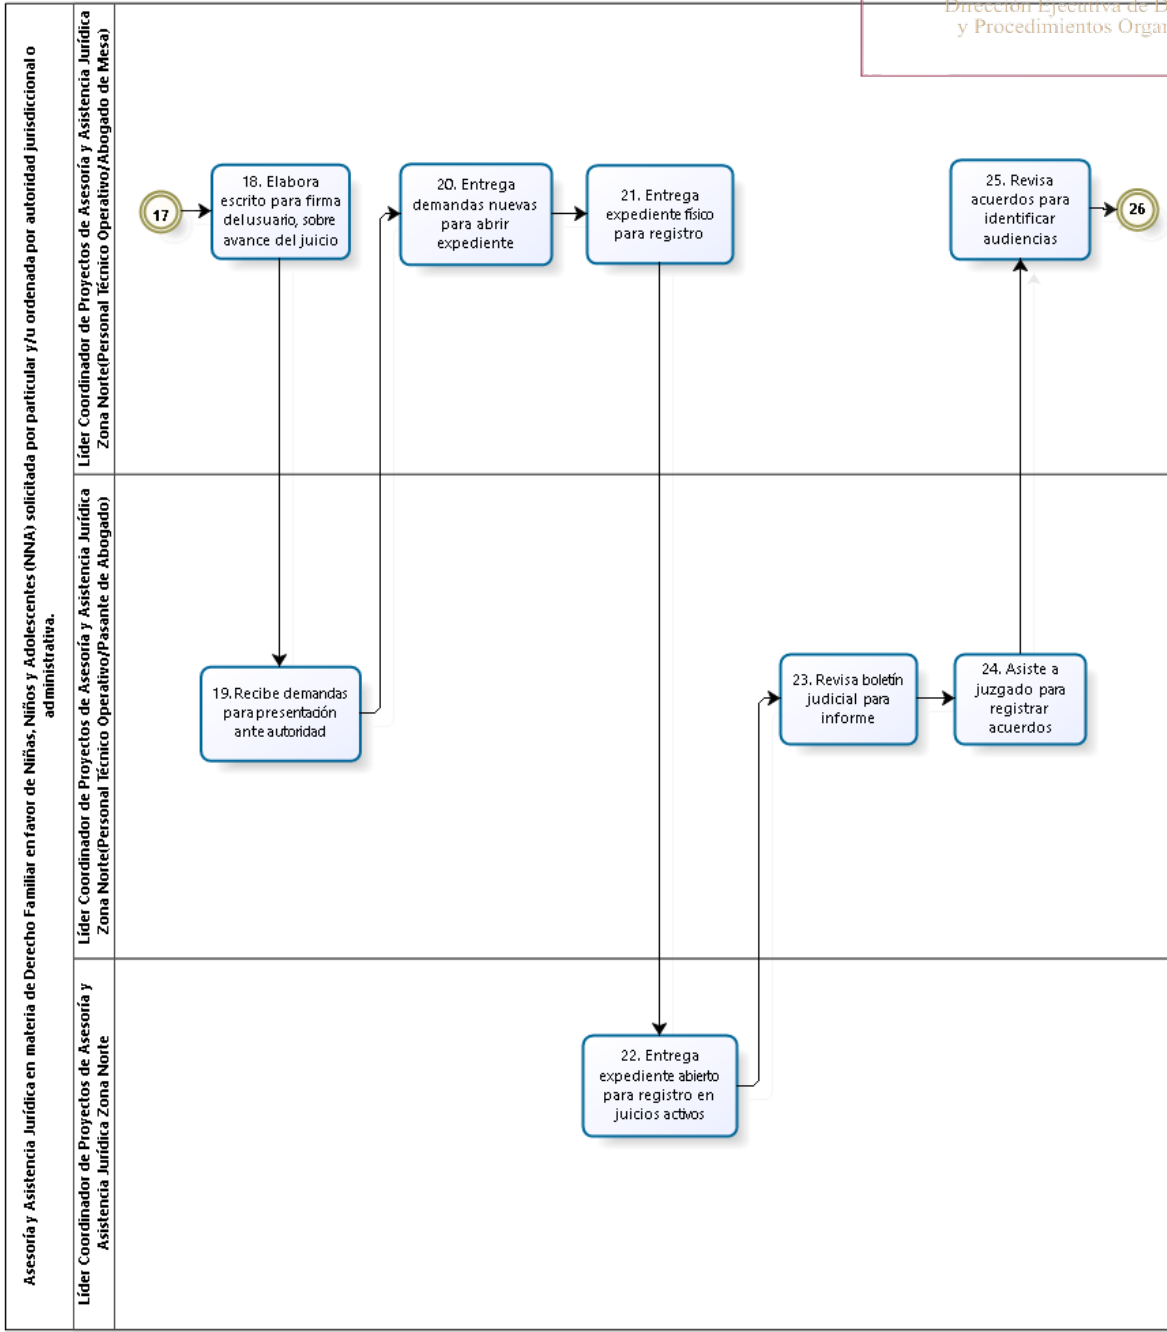 Dirección Ejecutiva de
y Procedimientos
Asesoría y Asistencia Jurídica en materia de Derecho Familiar en favor de Niñas, Niños y Adolescentes (NNA) solicitada por particular y/u ordenada por autoridad jurisdiccional o
administrativa.
Líder Coordinador de Proyectos de Asesoría y Asistencia Jurídica
Zona Norte(Personal Técnico Operativo/Abogado de Mesa)
17
18. Elabora
escrito para firma
del usuario, sobre
avance del juicio
20. Entrega
demandas nuevas
para abrir
expediente
21. Entrega
expediente físico
para registro
25. Revisa
acuerdos para
identificar
audiencias
26
Líder Coordinador de Proyectos de Asesoría y Asistencia Jurídica
Zona Norte(Personal Técnico Operativo/Pasante de Abogado)
19. Recibe demandas
para presentación
ante autoridad
23. Revisa boletín
judicial para
informe
24. Asiste a
juzgado para
registrar
acuerdos
Líder Coordinador de Proyectos de Asesoría y
Asistencia Jurídica Zona Norte
22. Entrega
expediente abierto
para registro en
juicios activos